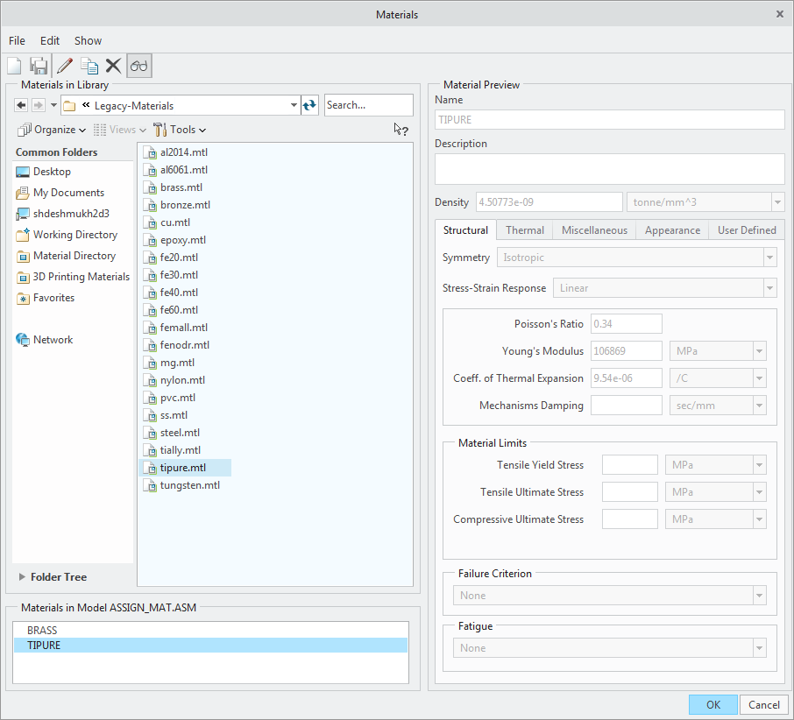 Materials
File Edit Show
Materials in Library
« Legacy-Materials
Search...
Organize Views Tools
?
Common Folders
Desktop
My Documents
shdeshmukh2d3
Working Directory
Material Directory
3D Printing Materials
Favorites
Network
Folder Tree
al2014.mtl
al6061.mtl
brass.mtl
bronze.mtl
cu.mtl
epoxy.mtl
fe20.mtl
fe30.mtl
fe40.mtl
fe60.mtl
femall.mtl
fenodr.mtl
mg.mtl
nylon.mtl
pvc.mtl
ss.mtl
steel.mtl
tially.mtl
tipure.mtl
tungsten.mtl
Materials in Model ASSIGN_MAT.ASM
BRASS
TIPURE
Material Preview
Name
TIPURE
Description
Density 4.50773e-09 tonne/mm^3
Structural Thermal Miscellaneous Appearance User Defined
Symmetry Isotropic
Stress-Strain Response Linear
Poisson's Ratio 0.34
Young's Modulus 106869 MPa
Coeff. of Thermal Expansion 9.54e-06 /C
Mechanisms Damping sec/mm
Material Limits
Tensile Yield Stress MPa
Tensile Ultimate Stress MPa
Compressive Ultimate Stress MPa
Failure Criterion
None
Fatigue
None
OK Cancel